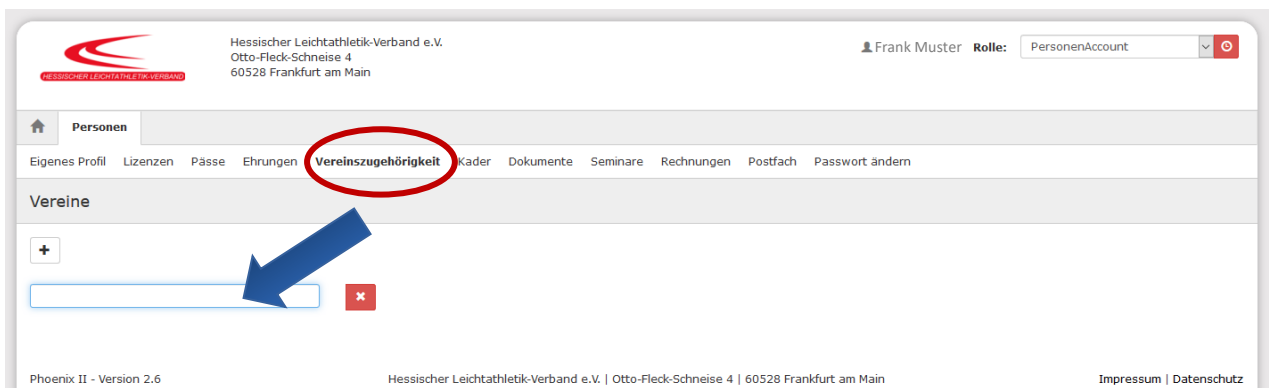 HESSISCHER LEICHTATHLETIK-VERBAND
Hessischer Leichtathletik-Verband e.V.
Otto-Fleck-Schneise 4
60528 Frankfurt am Main
Frank Muster Rolle: PersonenAccount
Personen
Eigenes Profil Lizenzen Pässe Ehrungen Vereinszugehörigkeit Kader Dokumente Seminare Rechnungen Postfach Passwort ändern
Vereine
+
Phoenix II - Version 2.6 Hessischer Leichtathletik-Verband e.V. | Otto-Fleck-Schneise 4 | 60528 Frankfurt am Main Impressum | Datenschutz